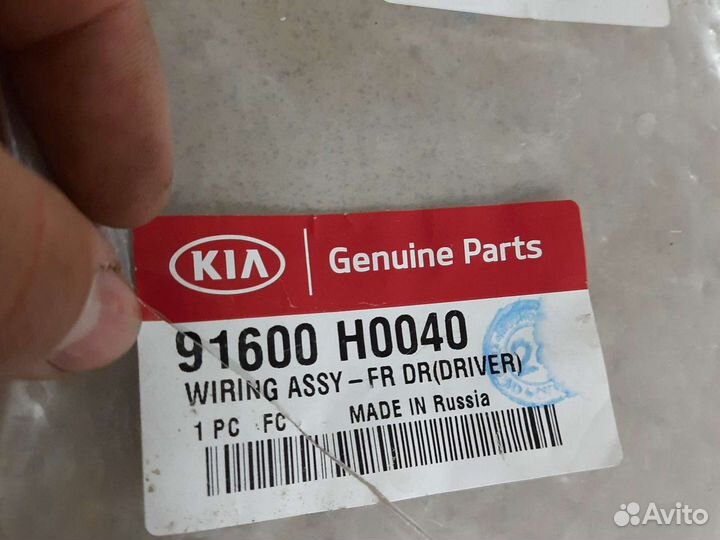 KIA
Genuine Parts
91600 H0040
WIRING ASSY-FR DR(DRIVER)
1 PC FC MADE IN Russia
Avito